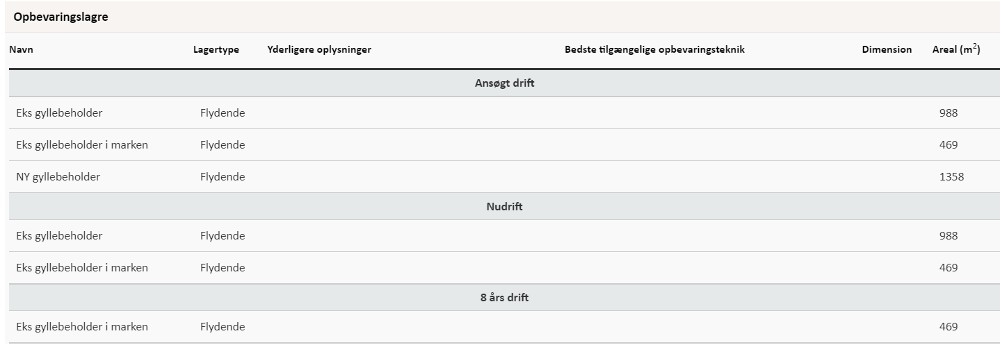 Opbevaringslagre
Navn Lagertype Yderligere oplysninger Bedste tilgængelige opbevaringsteknik Dimension Areal (m²)
Ansøgt drift
Eks gyllebeholder Flydende 988
Eks gyllebeholder i marken Flydende 469
NY gyllebeholder Flydende 1358
Nudrift
Eks gyllebeholder Flydende 988
Eks gyllebeholder i marken Flydende 469
8 års drift
Eks gyllebeholder i marken Flydende 469